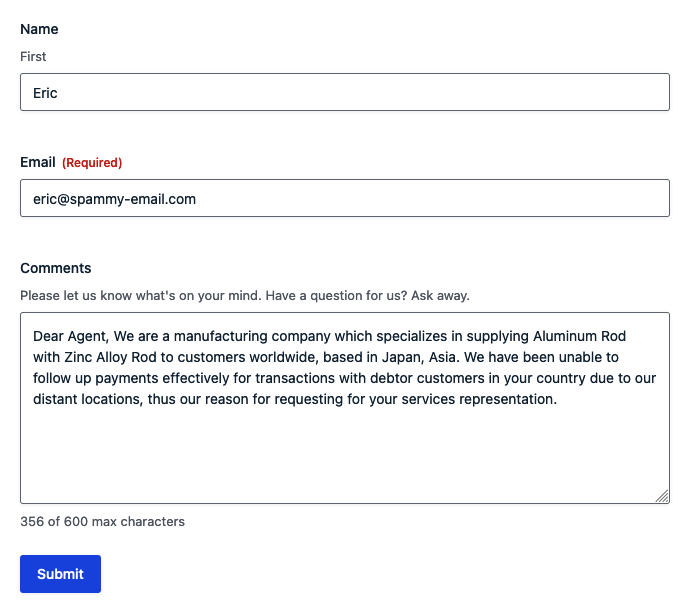 Name
First
Eric
Email (Required)
eric@spammy-email.com
Comments
Please let us know what's on your mind. Have a question for us? Ask away.
Dear Agent, We are a manufacturing company which specializes in supplying Aluminum Rod
with Zinc Alloy Rod to customers worldwide, based in Japan, Asia. We have been unable to
follow up payments effectively for transactions with debtor customers in your country due to our
distant locations, thus our reason for requesting for your services representation.
356 of 600 max characters
Submit